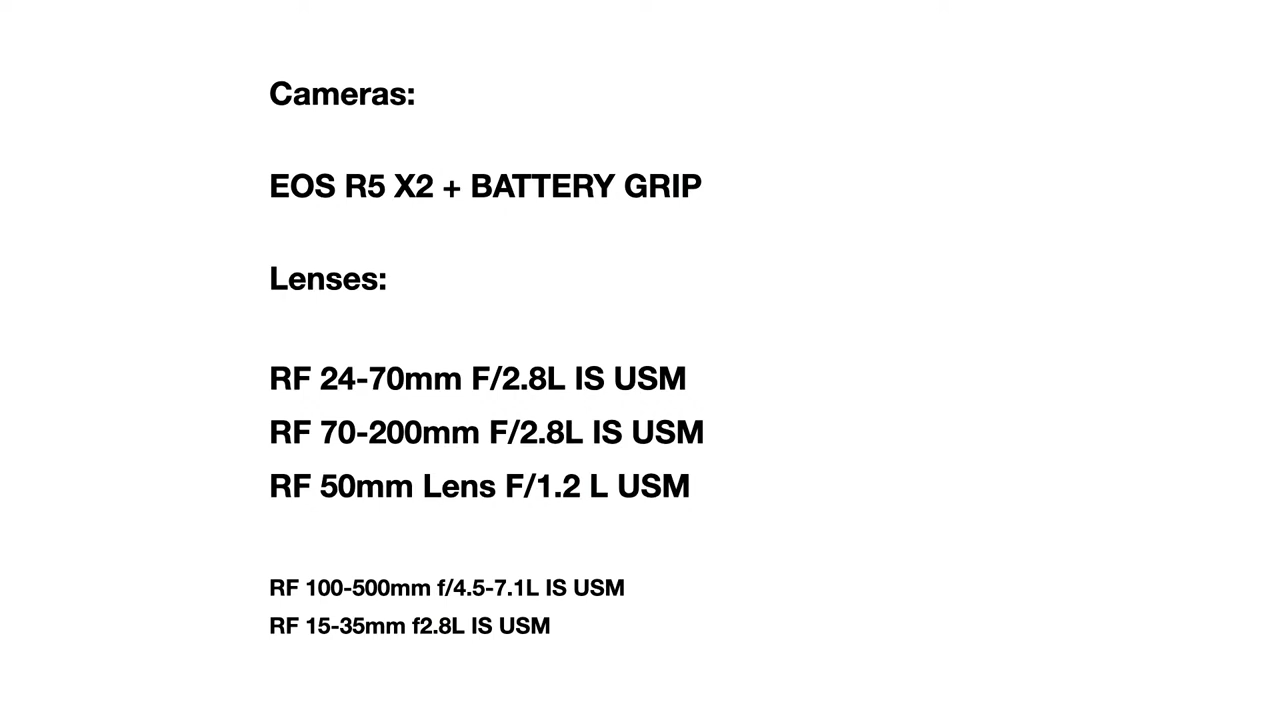 Cameras:
EOS R5 X2 + BATTERY GRIP
Lenses:
RF 24-70mm F/2.8L IS USM
RF 70-200mm F/2.8L IS USM
RF 50mm Lens F/1.2 L USM
RF 100-500mm f/4.5-7.1L IS USM
RF 15-35mm f2.8L IS USM